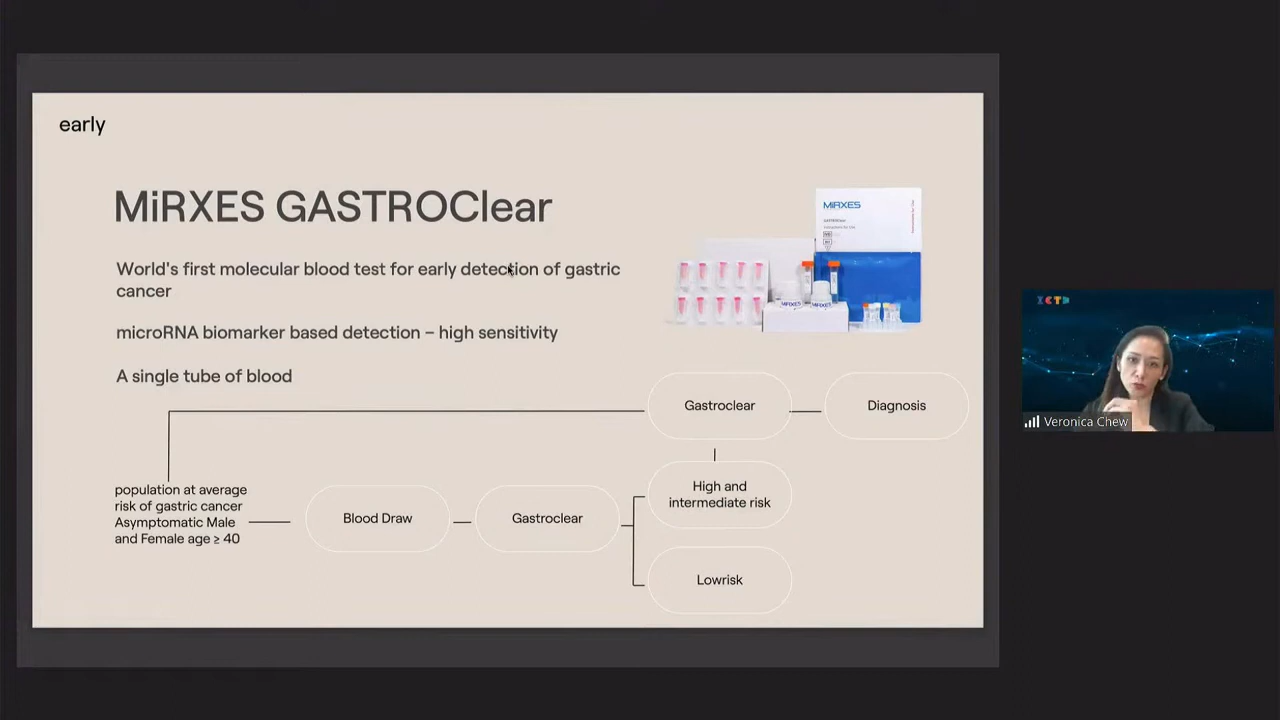 early
MiRXES GASTROClear
World's first molecular blood test for early detection of gastric
cancer
microRNA biomarker based detection – high sensitivity
A single tube of blood
MiRXES
MiRXES
MiRXES
Gastroclear
Diagnosis
population at average
risk of gastric cancer
Asymptomatic Male
and Female age ≥ 40
Blood Draw
Gastroclear
High and
intermediate risk
Lowrisk
Veronica Chew